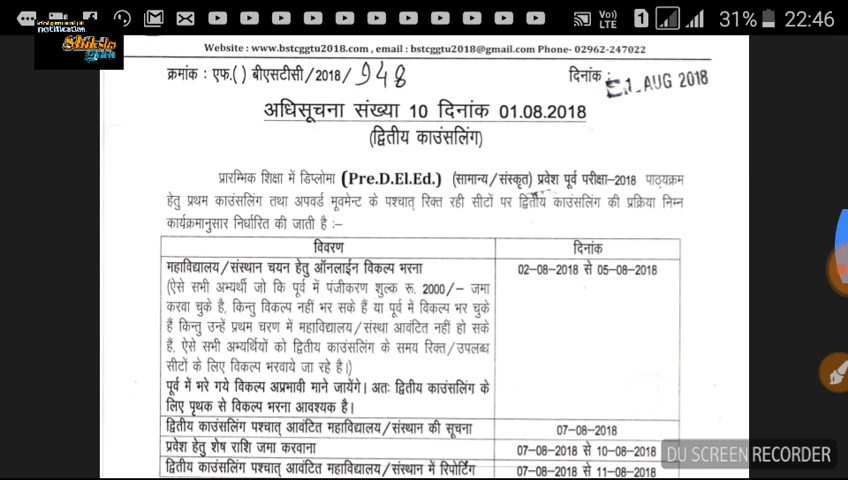 VoLTE 1 31% 22:46
notification
Website : www.bstcggtu2018.com, email : bstcggtu2018@gmail.com Phone- 02962-247022
क्रमांक : एफ.( ) बीएसटीसी/2018/948 दिनांक : 1 AUG 2018
अधिसूचना संख्या 10 दिनांक 01.08.2018
(द्वितीय काउंसलिंग)
प्रारम्भिक शिक्षा में डिप्लोमा (Pre.D.El.Ed.) (सामान्य/संस्कृत) प्रवेश पूर्व परीक्षा-2018 पाठ्यक्रम
हेतु प्रथम काउंसलिंग तथा अपवर्ड मूवमेन्ट के पश्चात् रिक्त रही सीटों पर द्वितीय काउंसलिंग की प्रक्रिया निम्न
कार्यक्रमानुसार निर्धारित की जाती है :-
विवरण दिनांक
महाविद्यालय/संस्थान चयन हेतु ऑनलाईन विकल्प भरना 02-08-2018 से 05-08-2018
(ऐसे सभी अभ्यर्थी जो कि पूर्व में पंजीकरण शुल्क रू. 2000/- जमा
करवा चुके है, किन्तु विकल्प नहीं भर सके हैं या पूर्व में विकल्प भर चुके
हैं किन्तु उन्हें प्रथम चरण में महाविद्यालय/संस्था आवंटित नहीं हो सके
हैं, ऐसे सभी अभ्यर्थियों को द्वितीय काउंसलिंग के समय रिक्त/उपलब्ध
सीटों के लिए विकल्प भरवाये जा रहे है।)
पूर्व में भरे गये विकल्प अप्रभावी माने जायेंगे। अतः द्वितीय काउंसलिंग के
लिए पृथक से विकल्प भरना आवश्यक है।
द्वितीय काउंसलिंग पश्चात् आवंटित महाविद्यालय/संस्थान की सूचना 07-08-2018
प्रवेश हेतु शेष राशि जमा करवाना 07-08-2018 से 10-08-2018
द्वितीय काउंसलिंग पश्चात् आवंटित महाविद्यालय/संस्थान में रिपोर्टिंग 07-08-2018 से 11-08-2018
DU SCREEN RECORDER